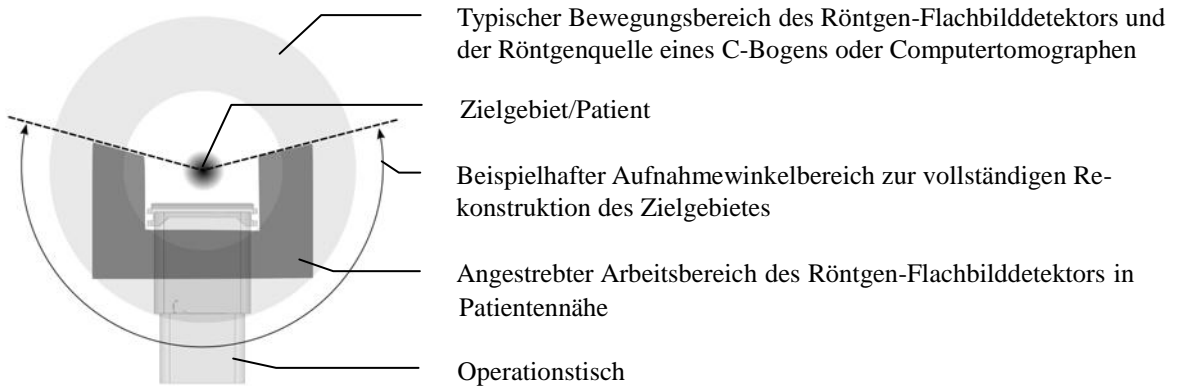 Typischer Bewegungsbereich des Röntgen-Flachbilddetektors und
der Röntgenquelle eines C-Bogens oder Computertomographen
Zielgebiet/Patient
Beispielhafter Aufnahmewinkelbereich zur vollständigen Re-
konstruktion des Zielgebietes
Angestrebter Arbeitsbereich des Röntgen-Flachbilddetektors in
Patientennähe
Operationstisch